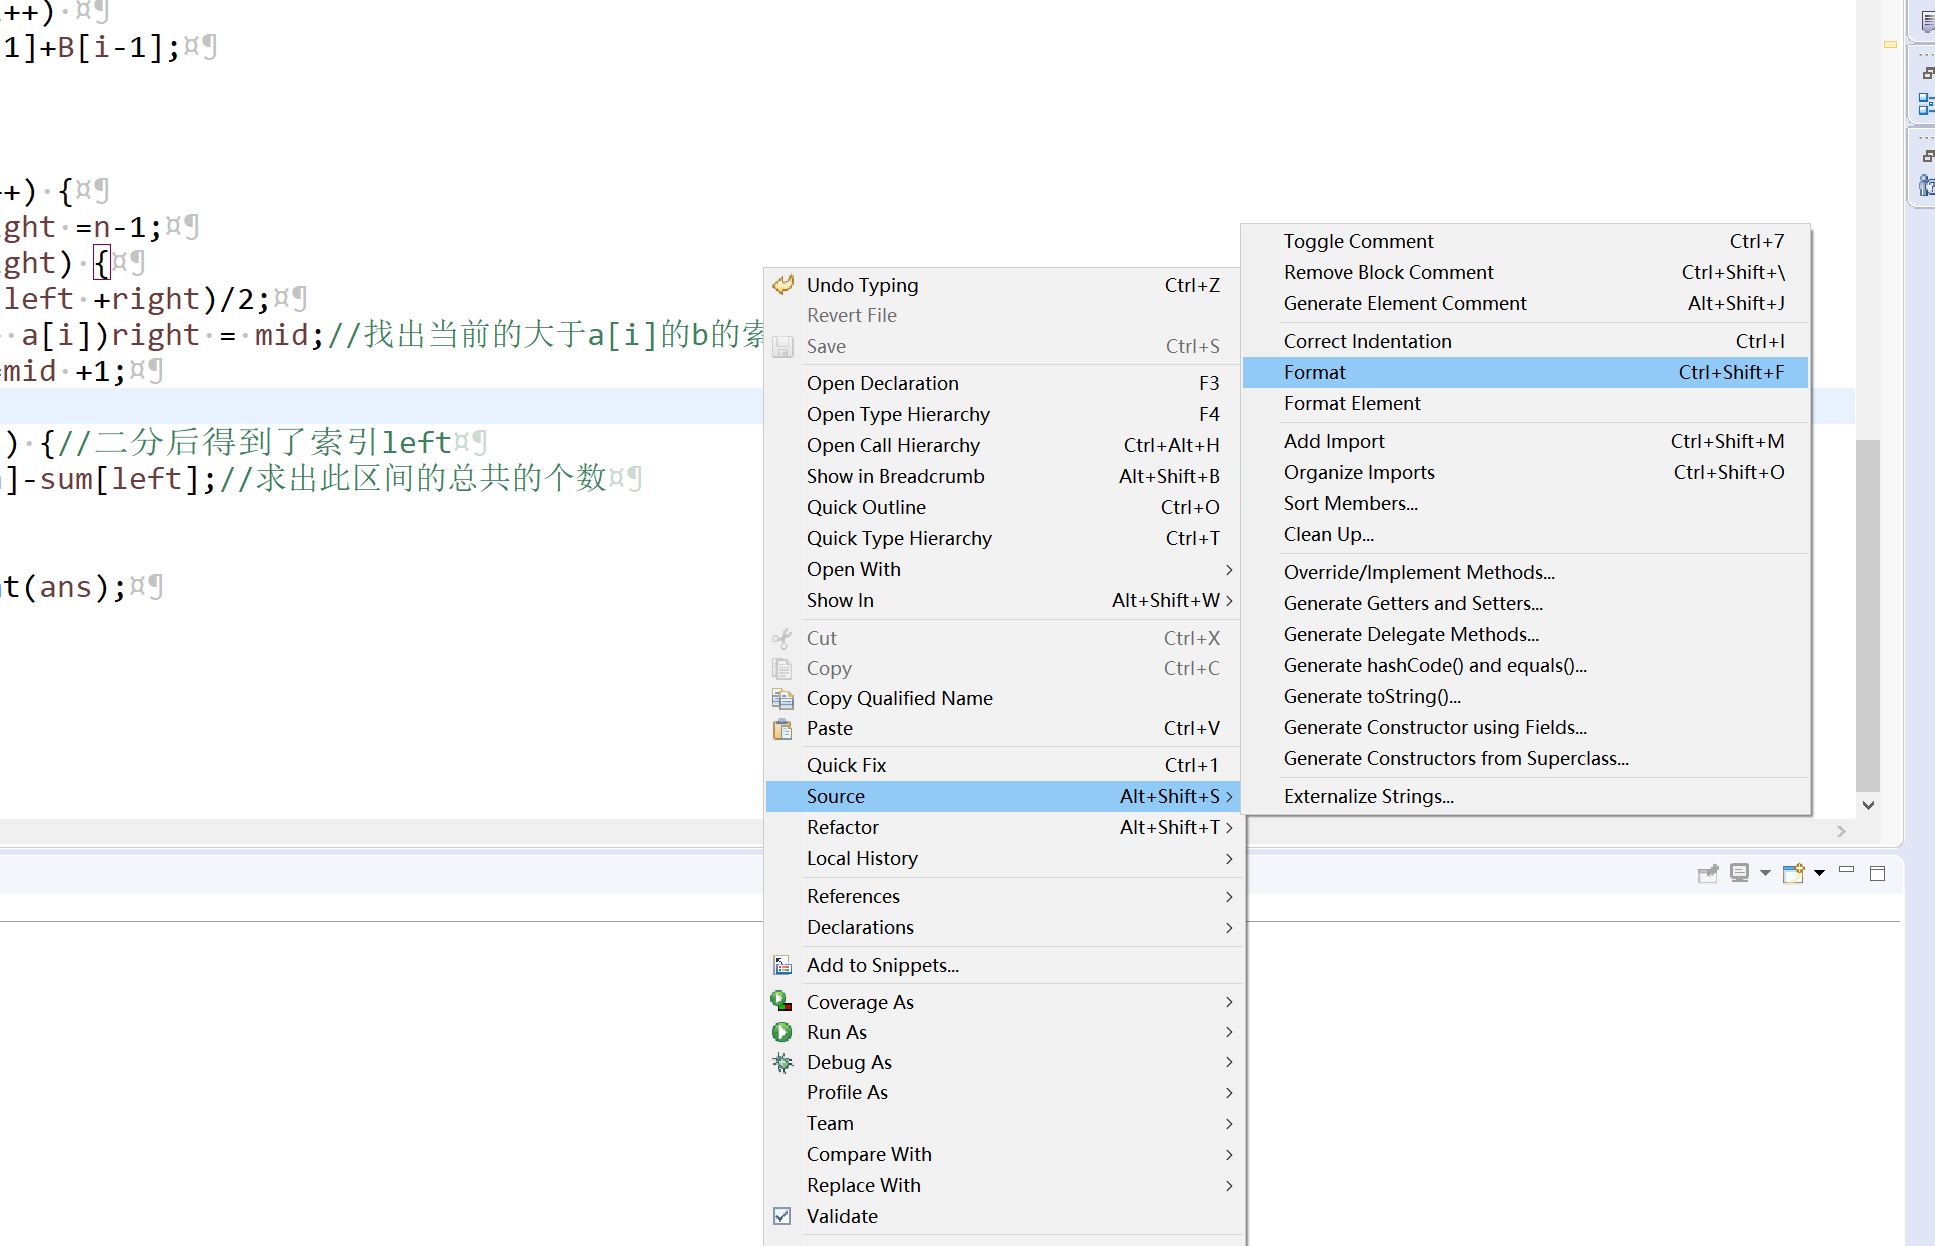 ++) {
1]+B[i-1];
++) {
ght =n-1;
ght) {
left +right)/2;
a[i])right = mid;//找出当前的大于a[i]的b的索
mid +1;
) {//二分后得到了索引left
]-sum[left];//求出此区间的总共的个数
t(ans);
Undo Typing Ctrl+Z
Revert File
Save Ctrl+S
Open Declaration F3
Open Type Hierarchy F4
Open Call Hierarchy Ctrl+Alt+H
Show in Breadcrumb Alt+Shift+B
Quick Outline Ctrl+O
Quick Type Hierarchy Ctrl+T
Open With
Show In Alt+Shift+W
Cut Ctrl+X
Copy Ctrl+C
Copy Qualified Name
Paste Ctrl+V
Quick Fix Ctrl+1
Source Alt+Shift+S
Refactor Alt+Shift+T
Local History
References
Declarations
Add to Snippets...
Coverage As
Run As
Debug As
Profile As
Team
Compare With
Replace With
Validate
Toggle Comment Ctrl+7
Remove Block Comment Ctrl+Shift+\
Generate Element Comment Alt+Shift+J
Correct Indentation Ctrl+I
Format Ctrl+Shift+F
Format Element
Add Import Ctrl+Shift+M
Organize Imports Ctrl+Shift+O
Sort Members...
Clean Up...
Override/Implement Methods...
Generate Getters and Setters...
Generate Delegate Methods...
Generate hashCode() and equals()...
Generate toString()...
Generate Constructor using Fields...
Generate Constructors from Superclass...
Externalize Strings...